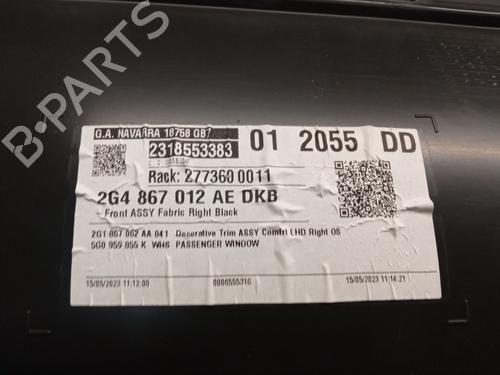 B-PARTS
G.A. NAVARRA 18758 GB7
2318553383
01 2055 DD
Rack: 277360 0011
2G4 867 012 AE DKB
Front ASSY Fabric Right Black
2G1 867 062 AA 041 Decorative Trim ASSY Comfrt LHD Right OS
5G0 959 855 K WHS PASSENGER WINDOW
15/05/2023 11:12:00
0006555316
15/05/2023 11:14:21